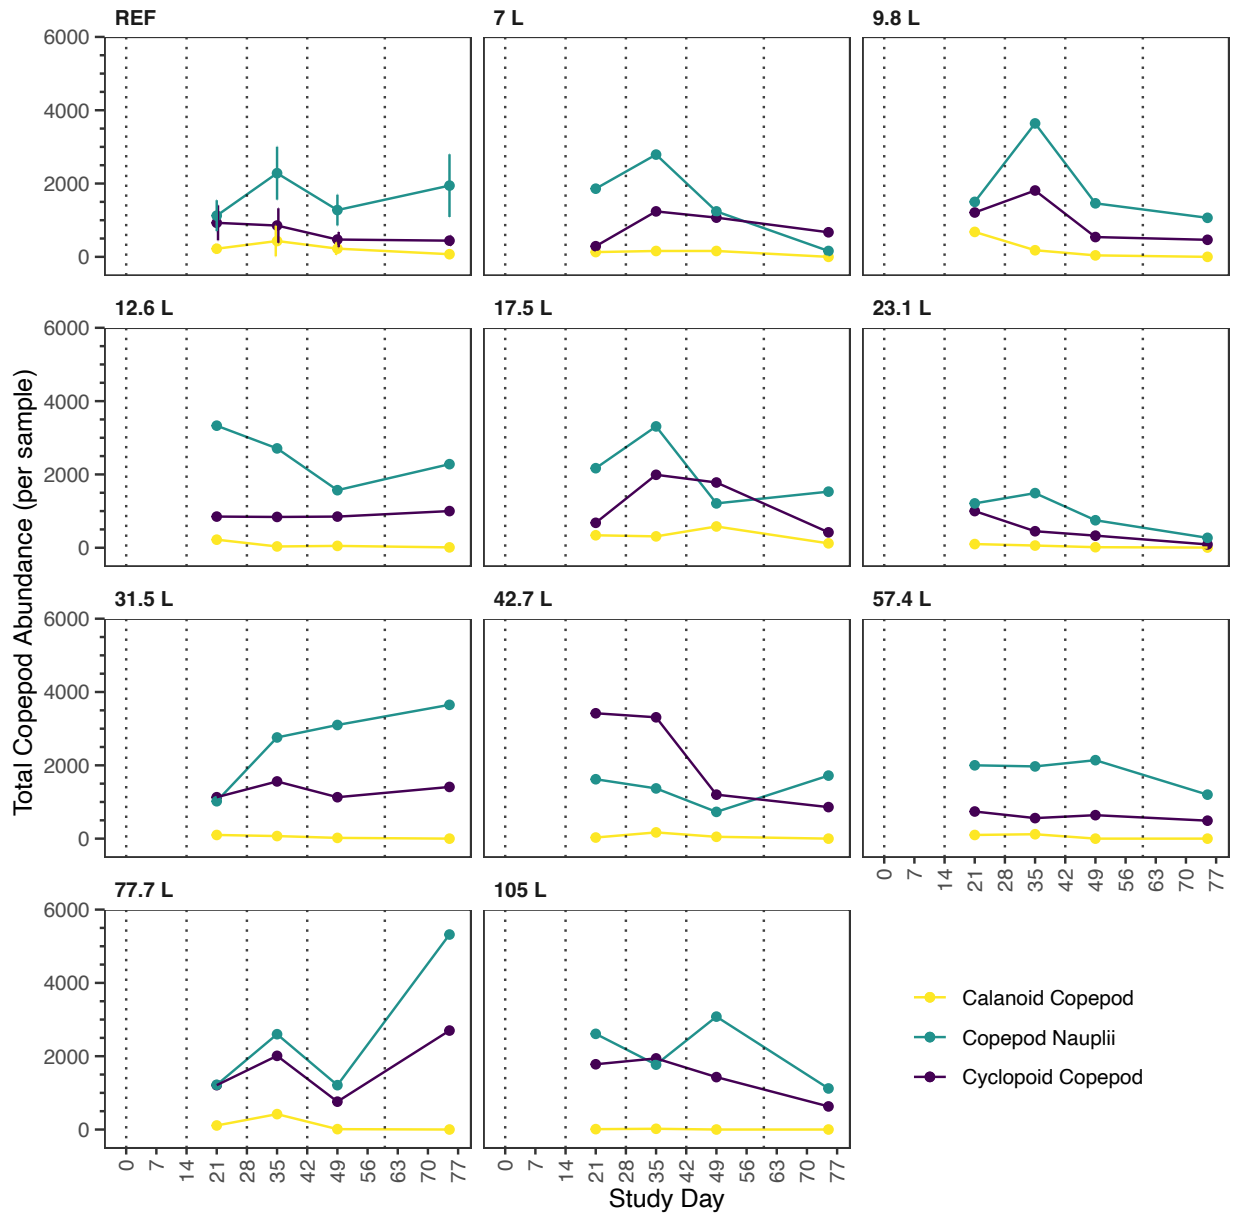 REF 7 L 9.8 L
6000
4000
2000
0
12.6 L 17.5 L 23.1 L
6000
4000
2000
0
Total Copepod Abundance (per sample)
31.5 L 42.7 L 57.4 L
6000
4000
2000
0
0 7 14 21 28 35 42 49 56 63 70 77
77.7 L 105 L
6000
4000
2000
0
0 7 14 21 28 35 42 49 56 63 70 77 0 7 14 21 28 35 42 49 56 63 70 77
Study Day
Calanoid Copepod
Copepod Nauplii
Cyclopoid Copepod